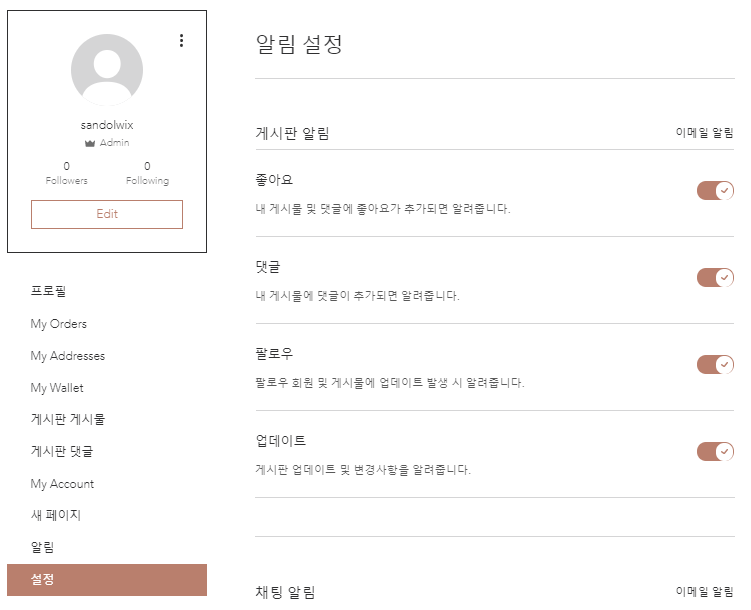 sandolwix
Admin
0
Followers
0
Following
Edit
프로필
My Orders
My Addresses
My Wallet
게시판 게시물
게시판 댓글
My Account
새 페이지
알림
설정
알림 설정
게시판 알림
이메일 알림
좋아요
내 게시물 및 댓글에 좋아요가 추가되면 알려줍니다.
댓글
내 게시물에 댓글이 추가되면 알려줍니다.
팔로우
팔로우 회원 및 게시물에 업데이트 발생 시 알려줍니다.
업데이트
게시판 업데이트 및 변경사항을 알려줍니다.
채팅 알림
이메일 알림